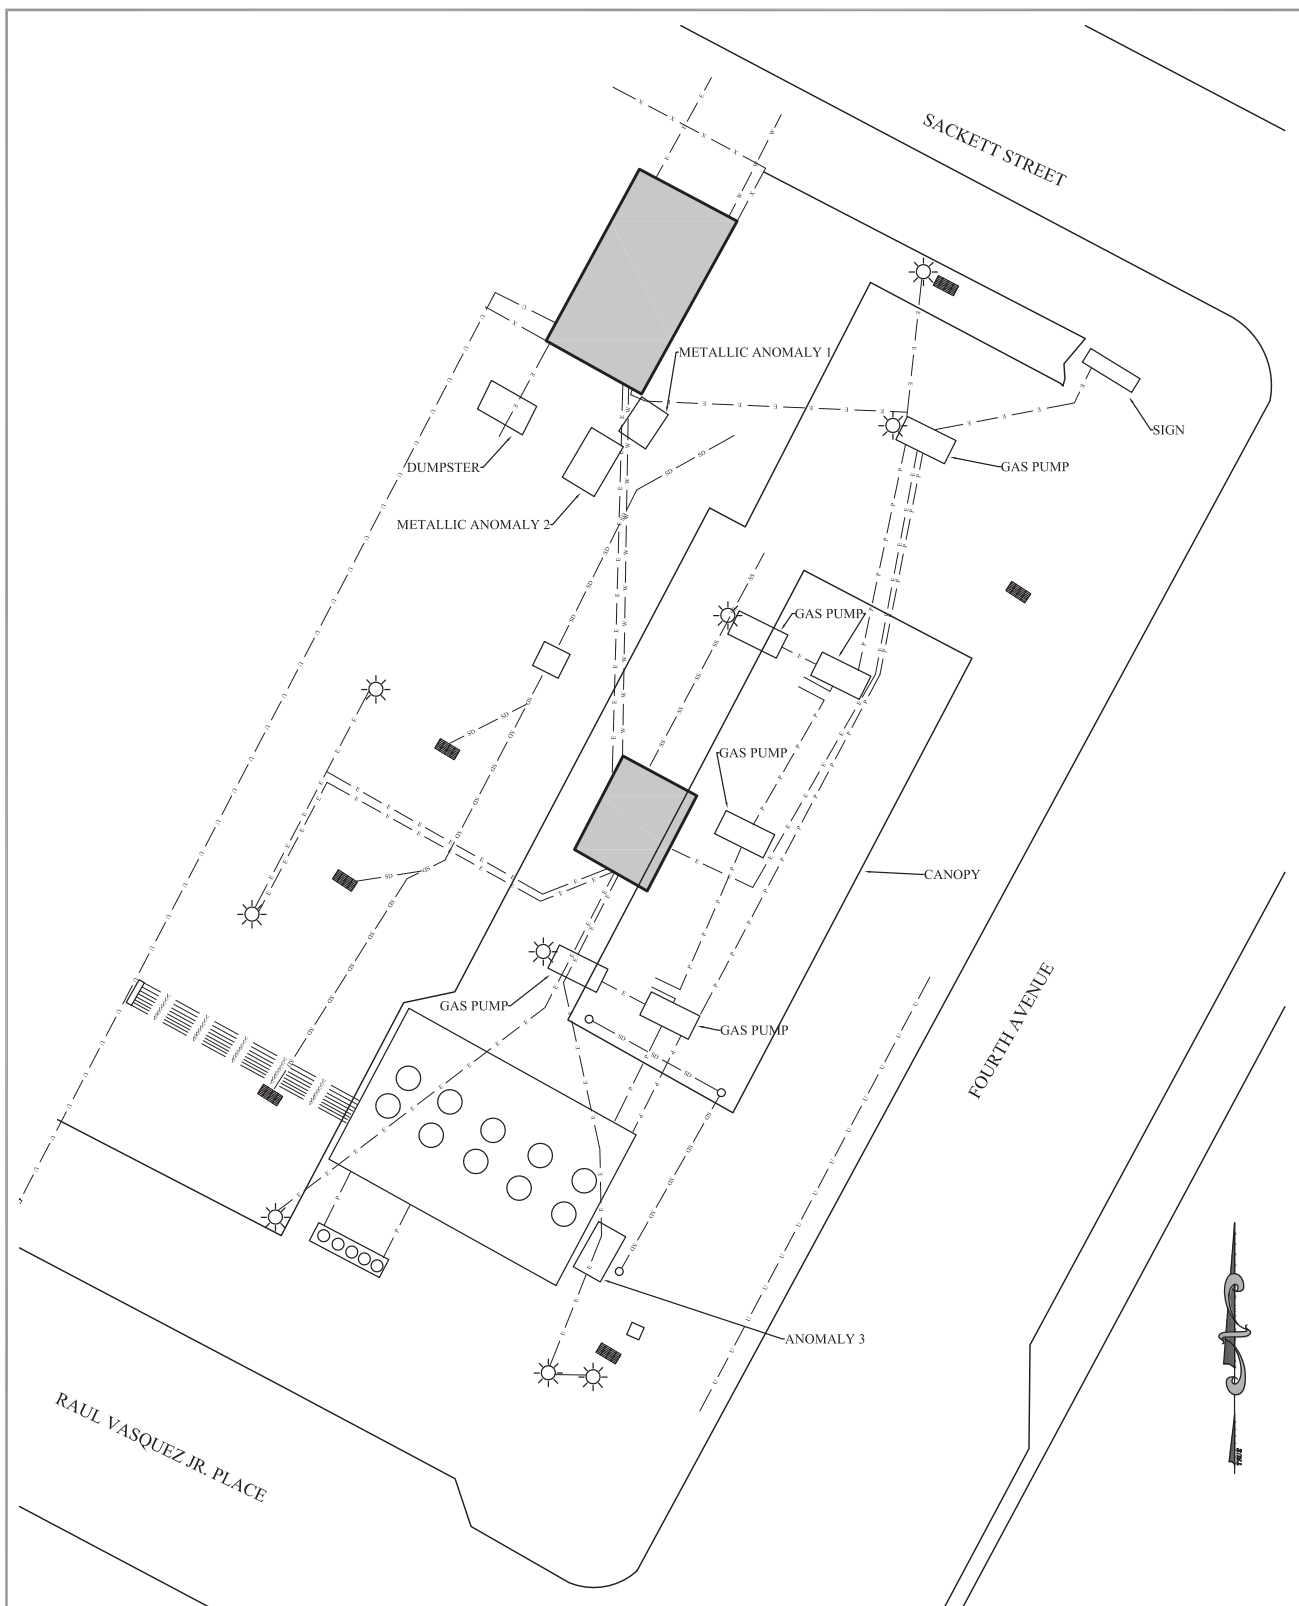 SACKETT STREET
METALLIC ANOMALY 1
SIGN
DUMPSTER
GAS PUMP
METALLIC ANOMALY 2
GAS PUMP
GAS PUMP
CANOPY
FOURTH AVENUE
GAS PUMP
GAS PUMP
ANOMALY 3
RAUL VASQUEZ JR. PLACE
TRUE